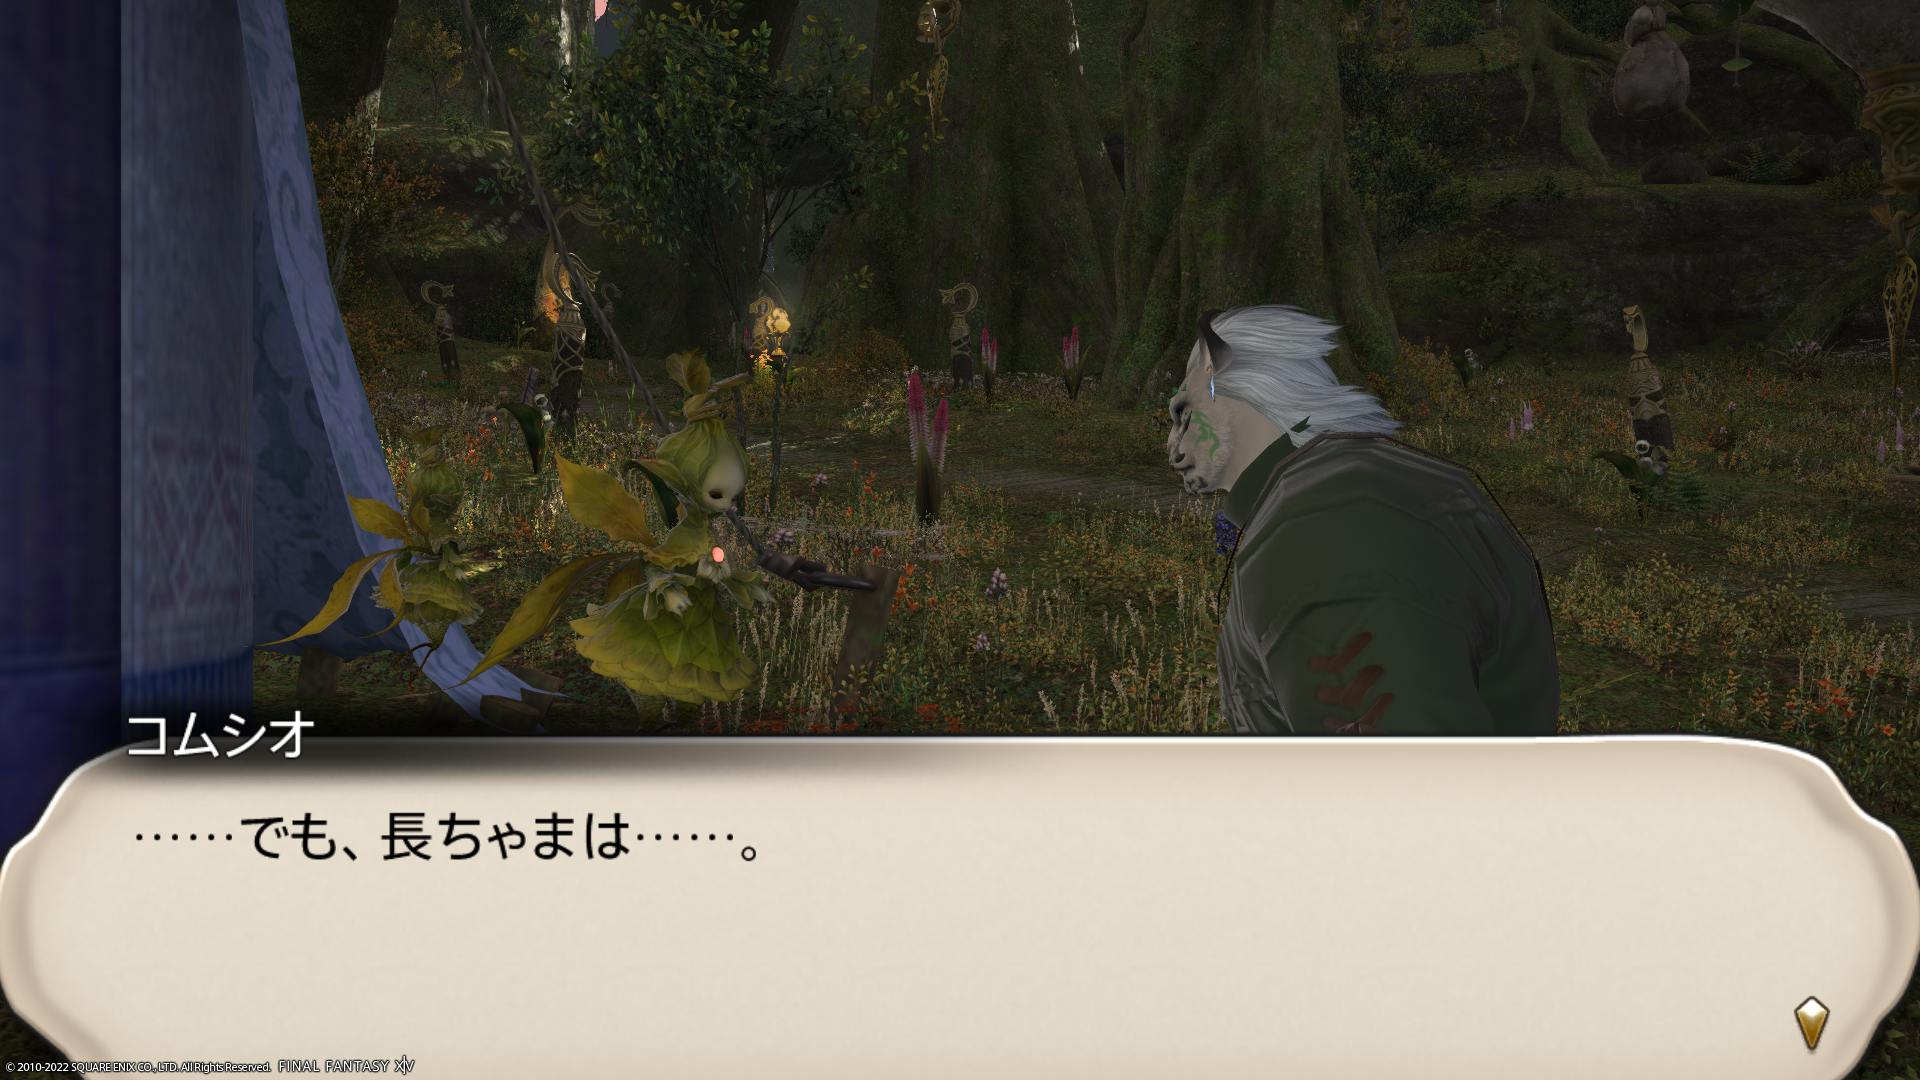 コムシオ
……でも、長ちゃまは……。
© 2010-2022 SQUARE ENIX CO., LTD. All Rights Reserved. FINAL FANTASY XIV